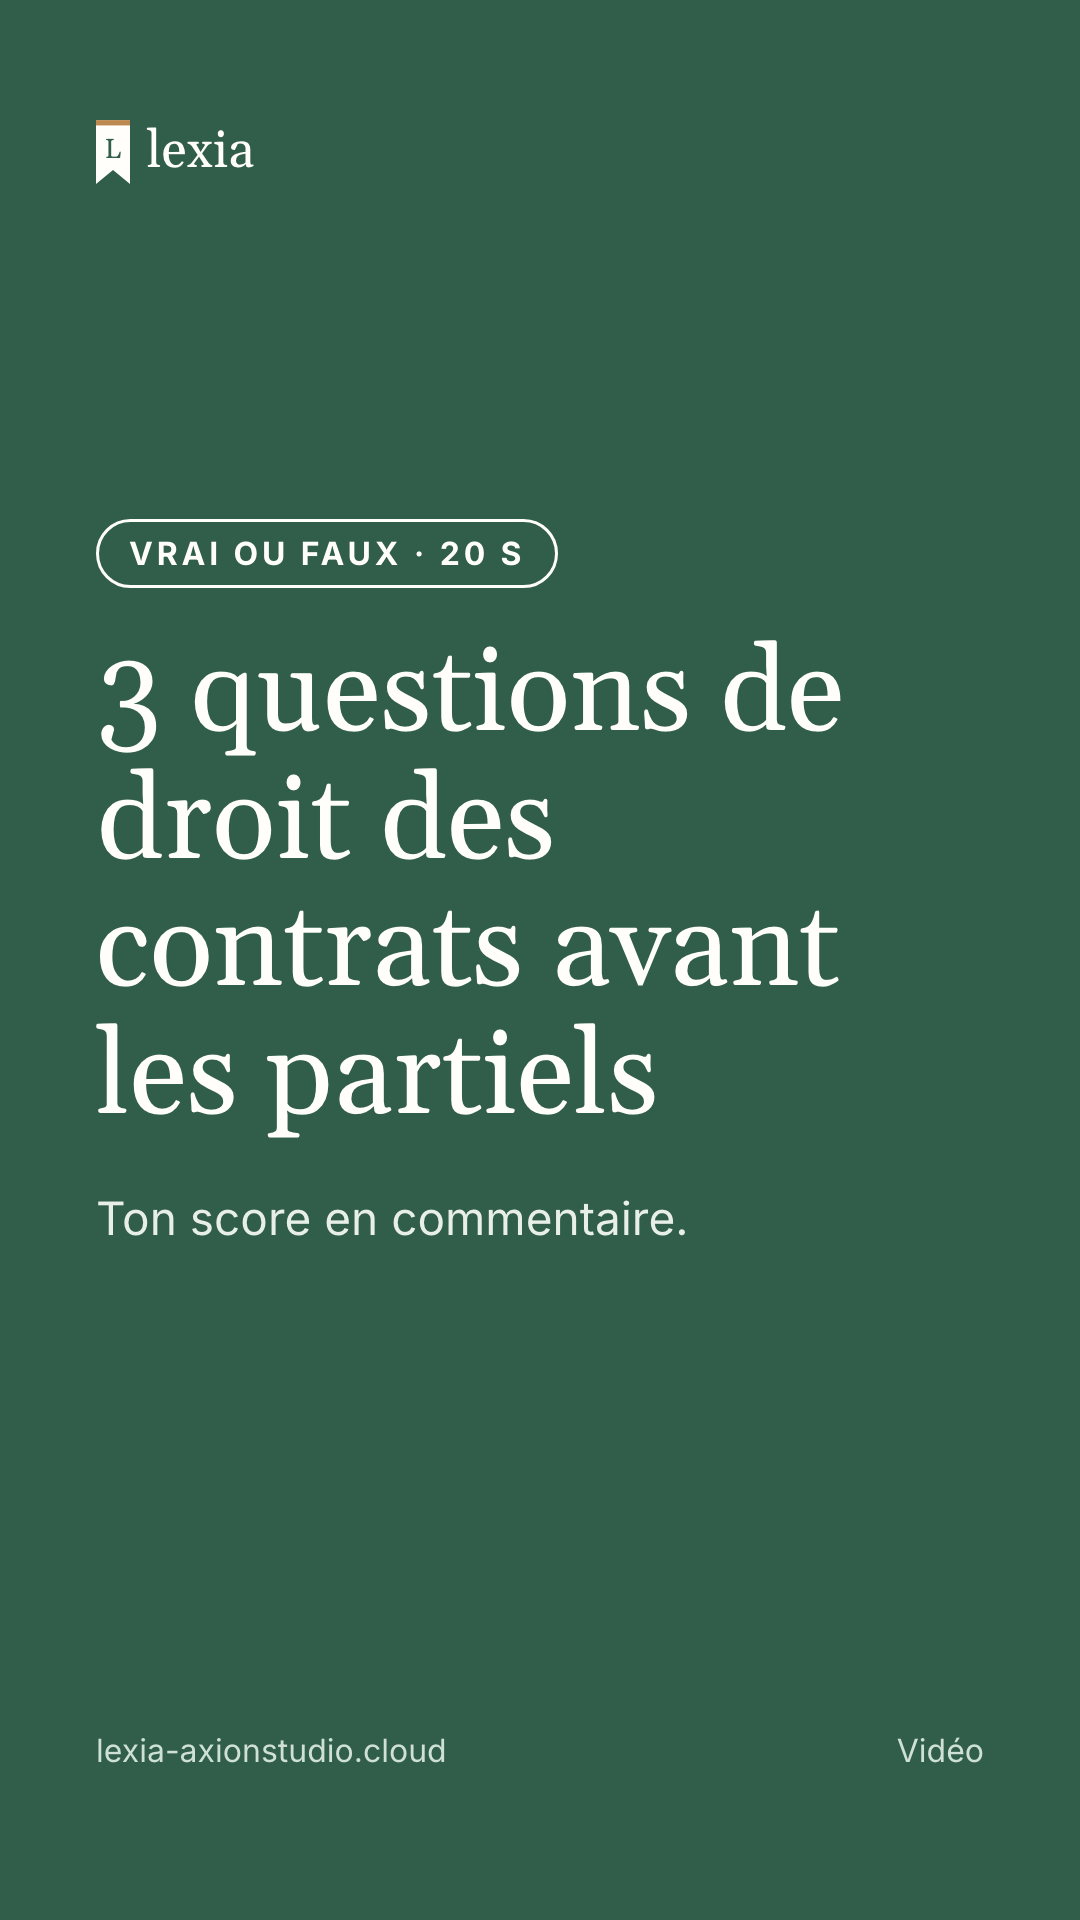 L lexia
VRAI OU FAUX · 20 S
3 questions de
droit des
contrats avant
les partiels
Ton score en commentaire.
lexia-axionstudio.cloud
Vidéo